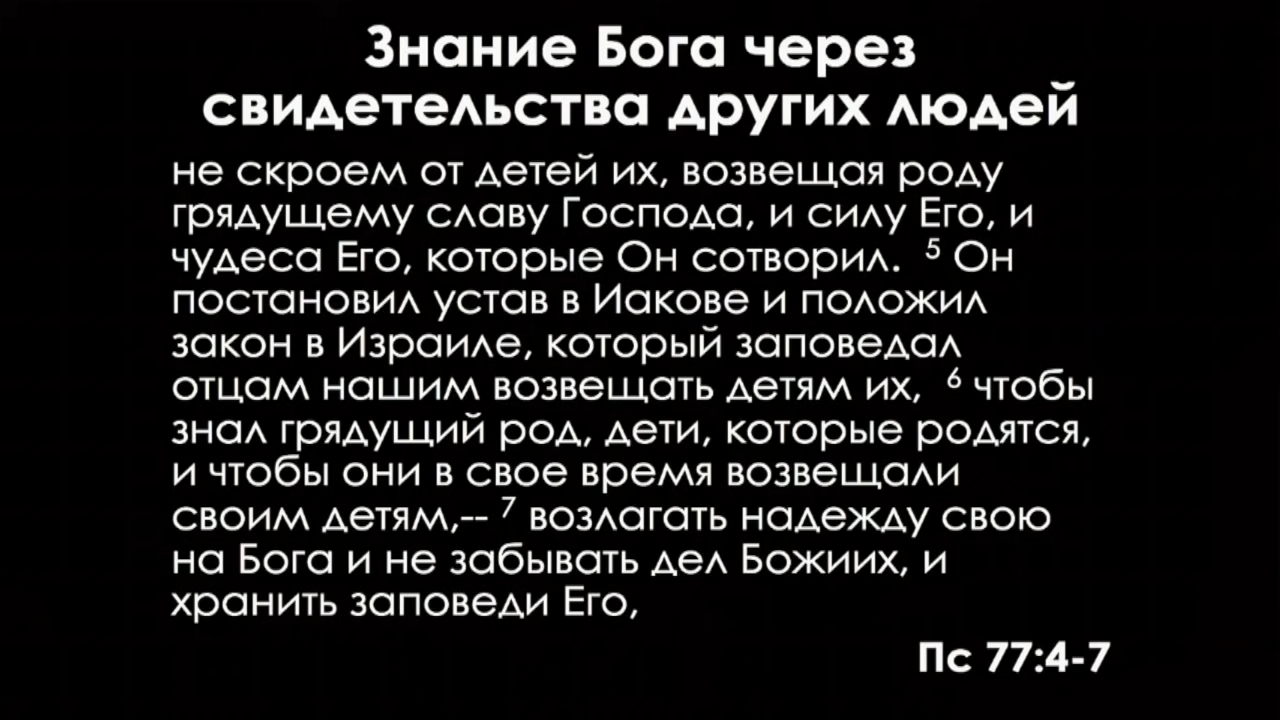 Знание Бога через
свидетельства других людей
не скроем от детей их, возвещая роду
грядущему славу Господа, и силу Его, и
чудеса Его, которые Он сотворил. 5 Он
постановил устав в Иакове и положил
закон в Израиле, который заповедал
отцам нашим возвещать детям их, 6 чтобы
знал грядущий род, дети, которые родятся,
и чтобы они в свое время возвещали
своим детям,-- 7 возлагать надежду свою
на Бога и не забывать дел Божиих, и
хранить заповеди Его,
Пс 77:4-7